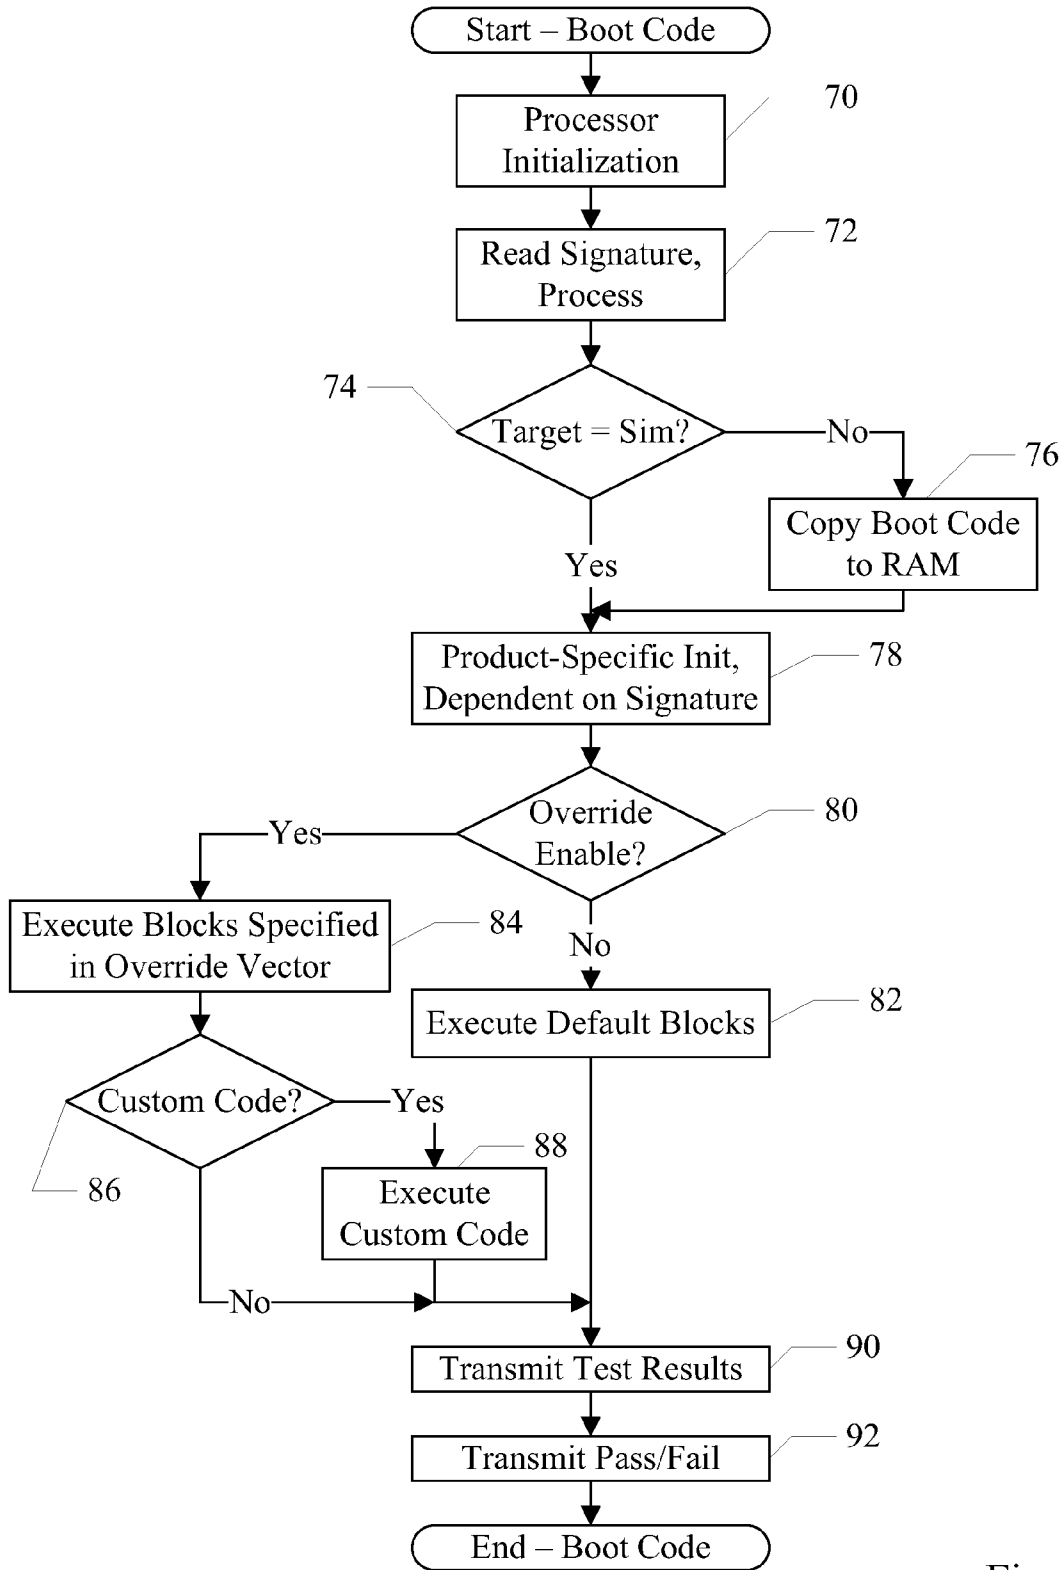 Start – Boot Code
70
Processor
Initialization
72
Read Signature,
Process
74
Target = Sim?
No
76
Copy Boot Code
to RAM
Yes
78
Product-Specific Init,
Dependent on Signature
80
Override
Enable?
Yes
84
Execute Blocks Specified
in Override Vector
No
82
Execute Default Blocks
Custom Code?
Yes
86
88
Execute
Custom Code
No
90
Transmit Test Results
92
Transmit Pass/Fail
End – Boot Code